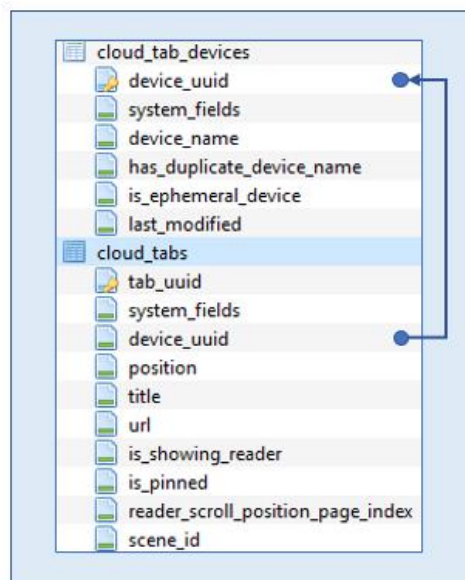 cloud_tab_devices
device_uuid
system_fields
device_name
has_duplicate_device_name
is_ephemeral_device
last_modified
cloud_tabs
tab_uuid
system_fields
device_uuid
position
title
url
is_showing_reader
is_pinned
reader_scroll_position_page_index
scene_id